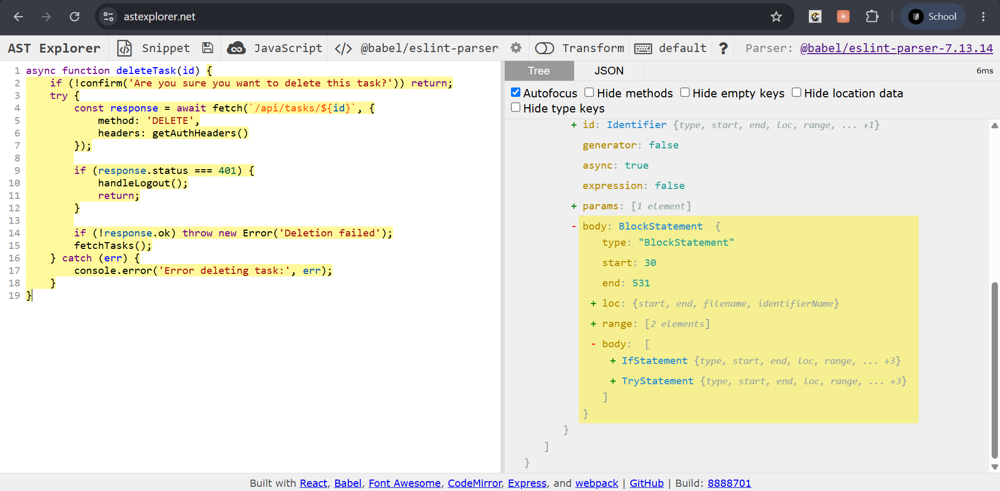 astexplorer.net
School
AST Explorer Snippet JavaScript </> @babel/eslint-parser Transform default ? Parser: @babel/eslint-parser-7.13.14
1 async function deleteTask(id) {
2     if (!confirm('Are you sure you want to delete this task?')) return;
3     try {
4         const response = await fetch(`/api/tasks/${id}`, {
5             method: 'DELETE',
6             headers: getAuthHeaders()
7         });
8
9         if (response.status === 401) {
10             handleLogout();
11             return;
12         }
13
14         if (!response.ok) throw new Error('Deletion failed');
15         fetchTasks();
16     } catch (err) {
17         console.error('Error deleting task:', err);
18     }
19 }
Tree JSON 6ms
Autofocus Hide methods Hide empty keys Hide location data
Hide type keys
+ id: Identifier {type, start, end, loc, range, ... +1}
generator: false
async: true
expression: false
+ params: [1 element]
- body: BlockStatement {
type: "BlockStatement"
start: 30
end: 531
+ loc: {start, end, filename, identifierName}
+ range: [2 elements]
- body: [
+ IfStatement {type, start, end, loc, range, ... +3}
+ TryStatement {type, start, end, loc, range, ... +3}
]
}
}
]
}
Built with React, Babel, Font Awesome, CodeMirror, Express, and webpack | GitHub | Build: 8888701